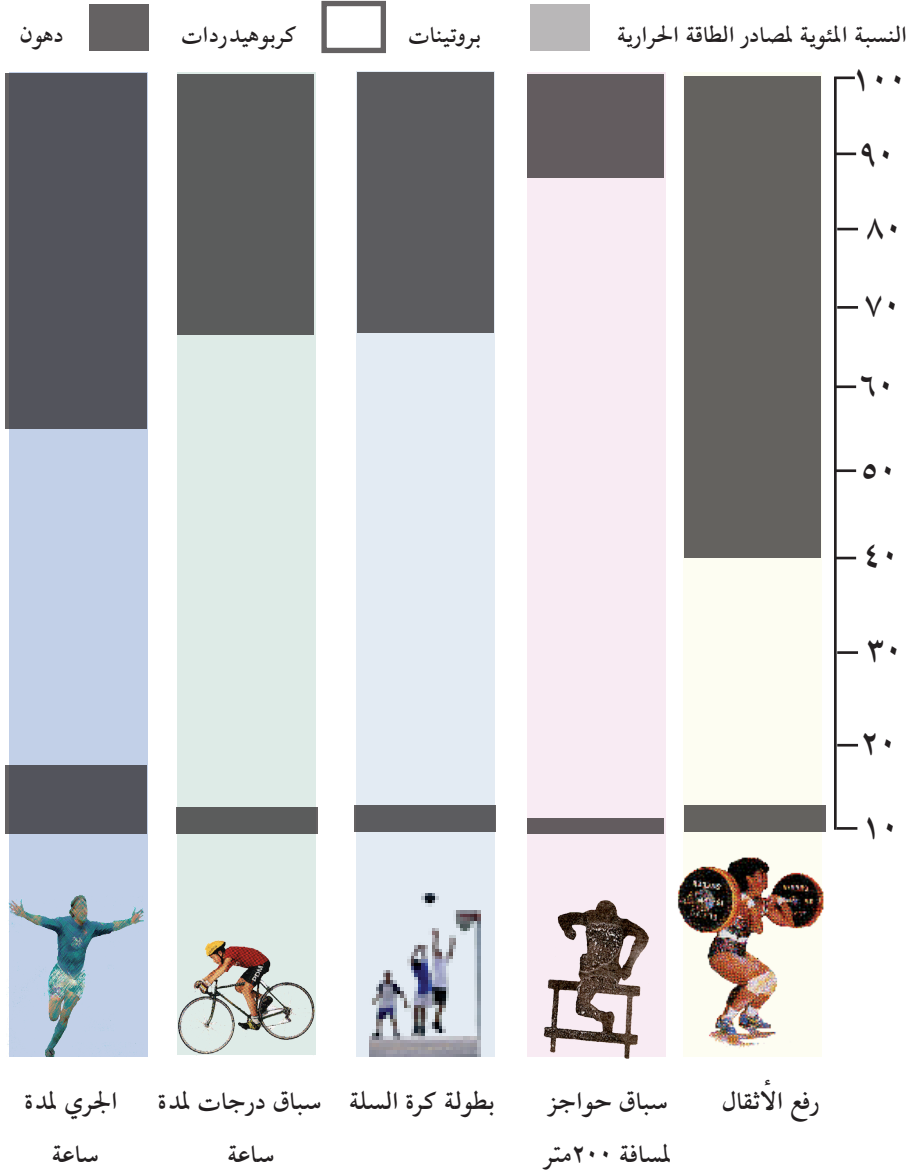 النسبة المئوية لمصادر الطاقة الحرارية
بروتينات
كربوهيدردات
دهون
١٠٠
٩٠
٨٠
٧٠
٦٠
٥٠
٤٠
٣٠
٢٠
١٠
رفع الأثقال
سباق حواجز
لمسافة ٢٠٠متر
بطولة كرة السلة
سباق درجات لمدة
ساعة
الجري لمدة
ساعة